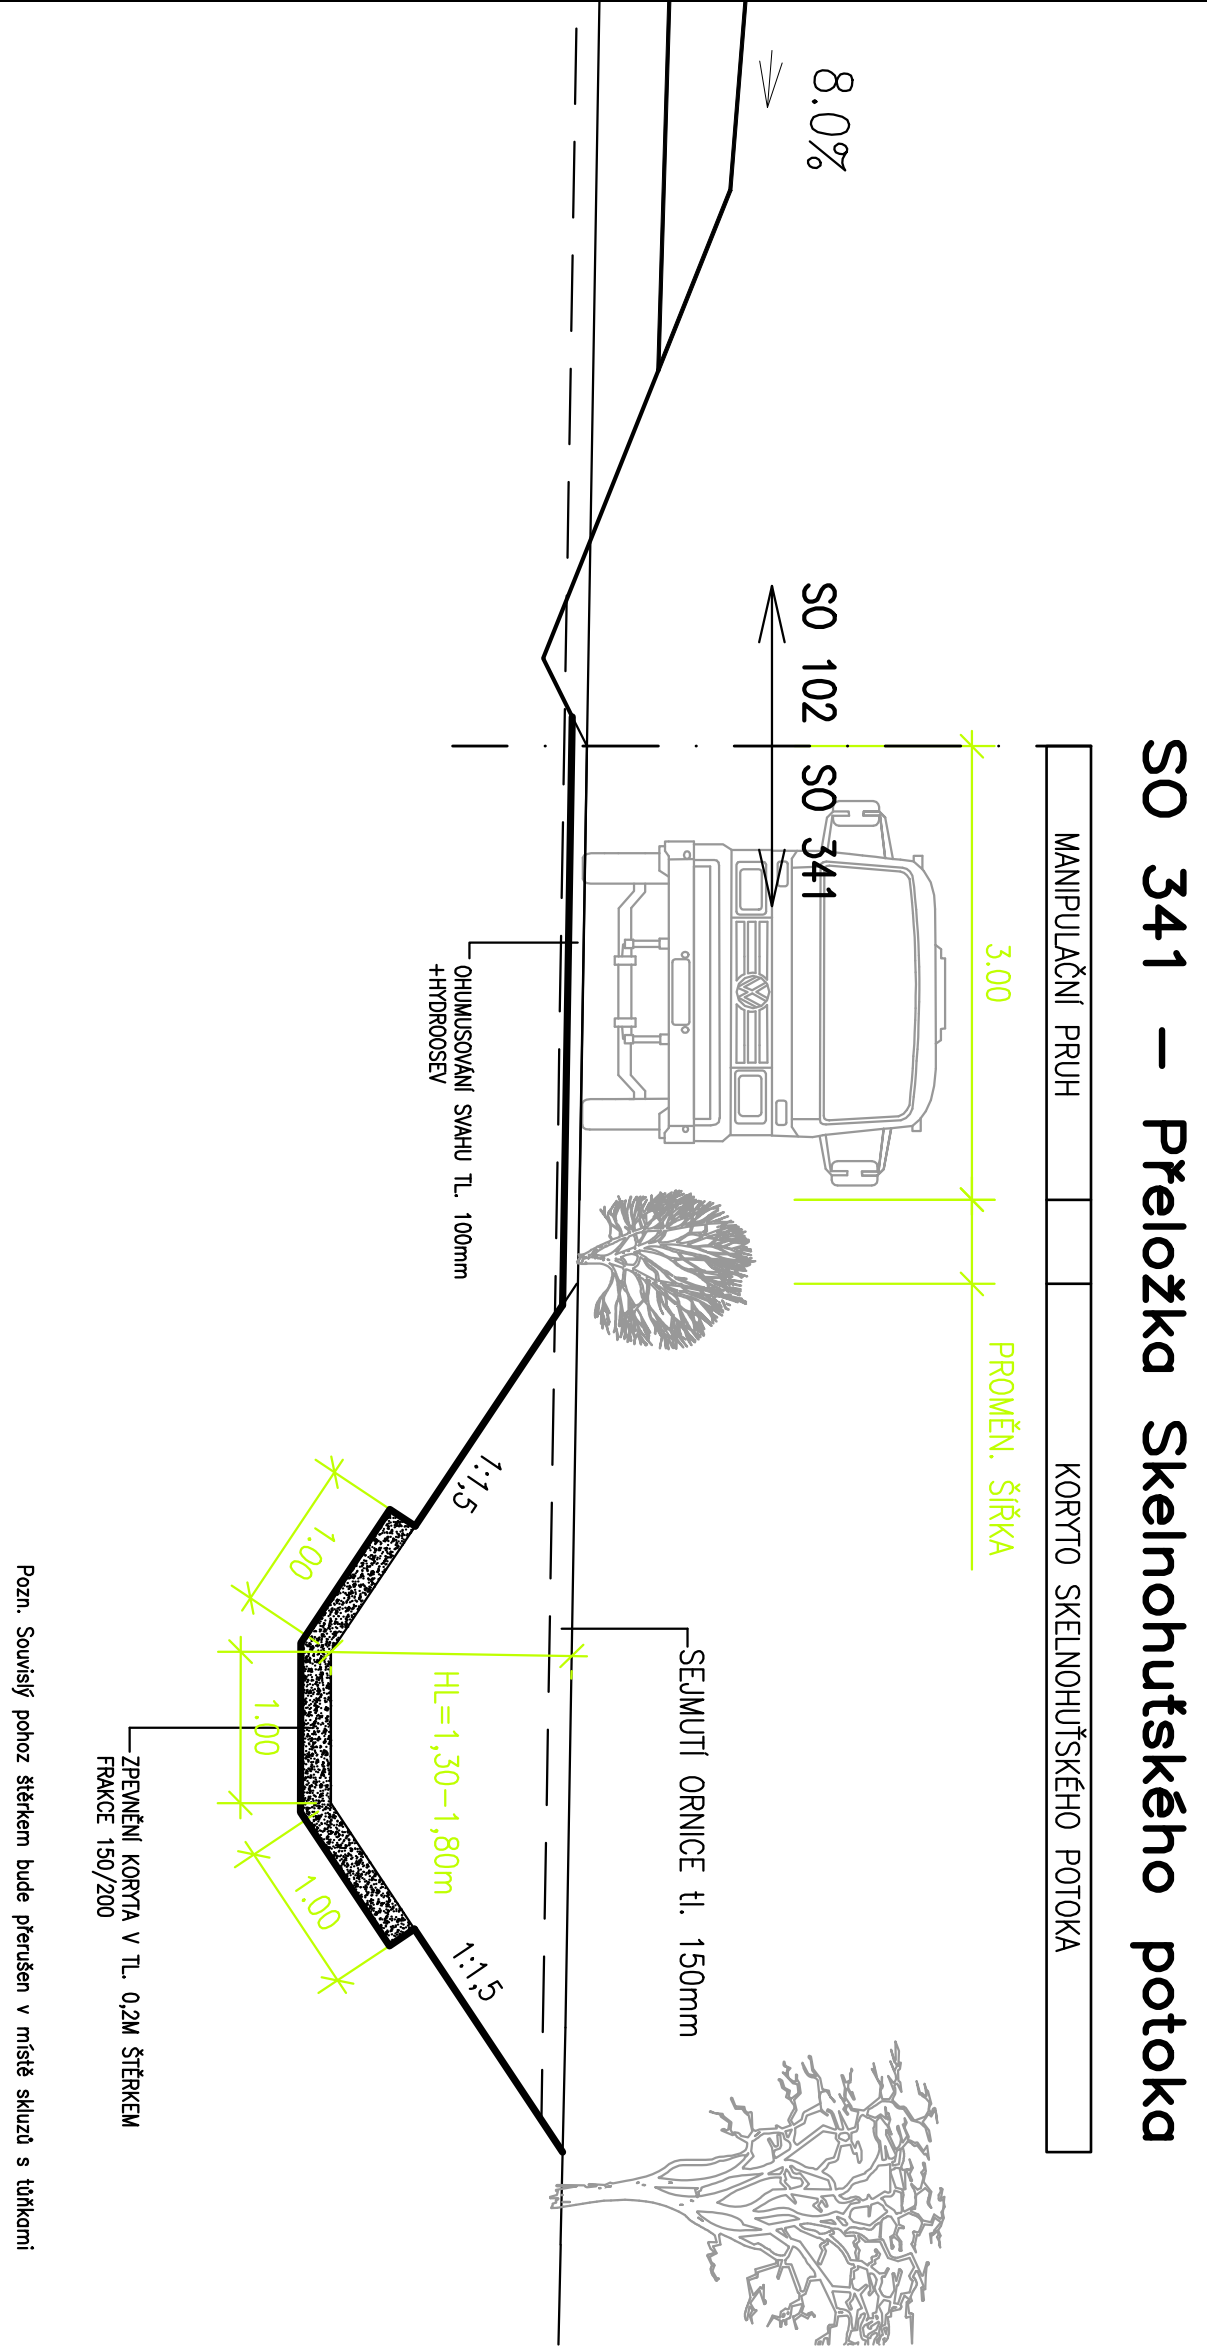 SO 341 – Přeložka Skelnohuťského potoka
MANIPULAČNÍ PRUH
KORYTO SKELNOHUŤSKÉHO POTOKA
3.00
PROMĚN. ŠÍŘKA
8.0%
SO 102
SO 341
SEJMUTÍ ORNICE tl. 150mm
OHUMUSOVÁNÍ SVAHU TL. 100mm
+HYDROOSEV
1:1,5
1:1,5
HL=1,30–1,80m
1.00
1.00
1.00
ZPEVNĚNÍ KORYTA V TL. 0,2M ŠTĚRKEM
FRAKCE 150/200
Pozn. Souvislý pohoz štěrkem bude přerušen v místě skluzů s tůňkami